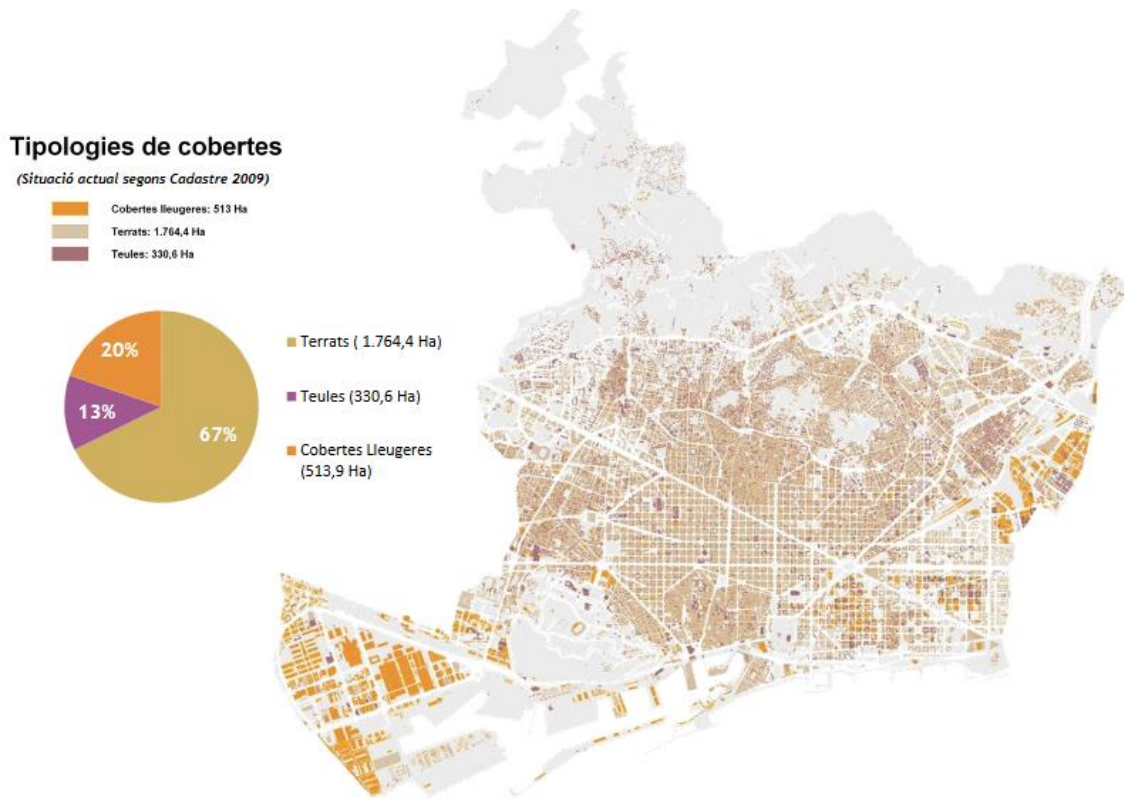 Tipologies de cobertes
(Situació actual segons Cadastre 2009)
Cobertes lleugeres: 513 Ha
Terrats: 1.764,4 Ha
Teules: 330,6 Ha
20%
13%
67%
Terrats ( 1.764,4 Ha)
Teules (330,6 Ha)
Cobertes Lleugeres
(513,9 Ha)